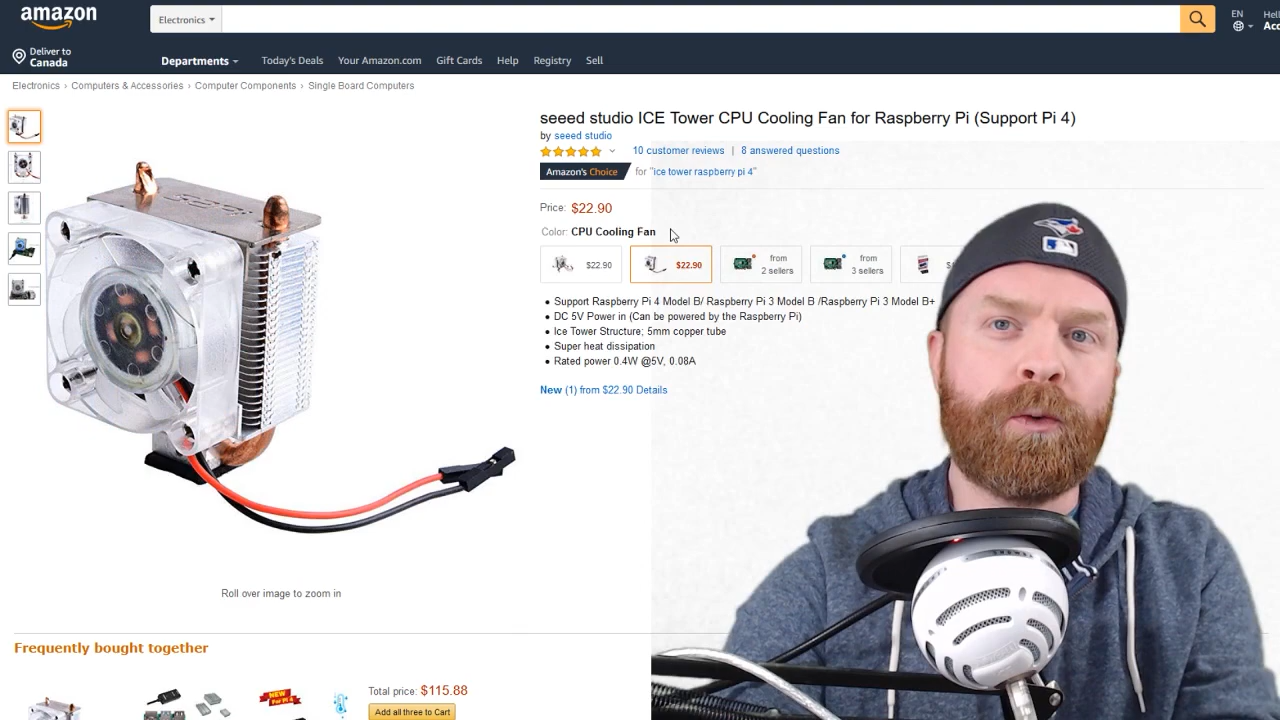 amazon
Electronics
EN
Deliver to
Canada
Departments
Today's Deals
Your Amazon.com
Gift Cards
Help
Registry
Sell
Electronics › Computers & Accessories › Computer Components › Single Board Computers
seeed studio ICE Tower CPU Cooling Fan for Raspberry Pi (Support Pi 4)
by seeed studio
10 customer reviews | 8 answered questions
Amazon's Choice for "ice tower raspberry pi 4"
Price: $22.90
Color: CPU Cooling Fan
$22.90
$22.90
from
2 sellers
from
3 sellers
• Support Raspberry Pi 4 Model B/ Raspberry Pi 3 Model B /Raspberry Pi 3 Model B+
• DC 5V Power in (Can be powered by the Raspberry Pi)
• Ice Tower Structure; 5mm copper tube
• Super heat dissipation
• Rated power 0.4W @5V, 0.08A
New (1) from $22.90 Details
Roll over image to zoom in
Frequently bought together
NEW
Total price: $115.88
Add all three to Cart